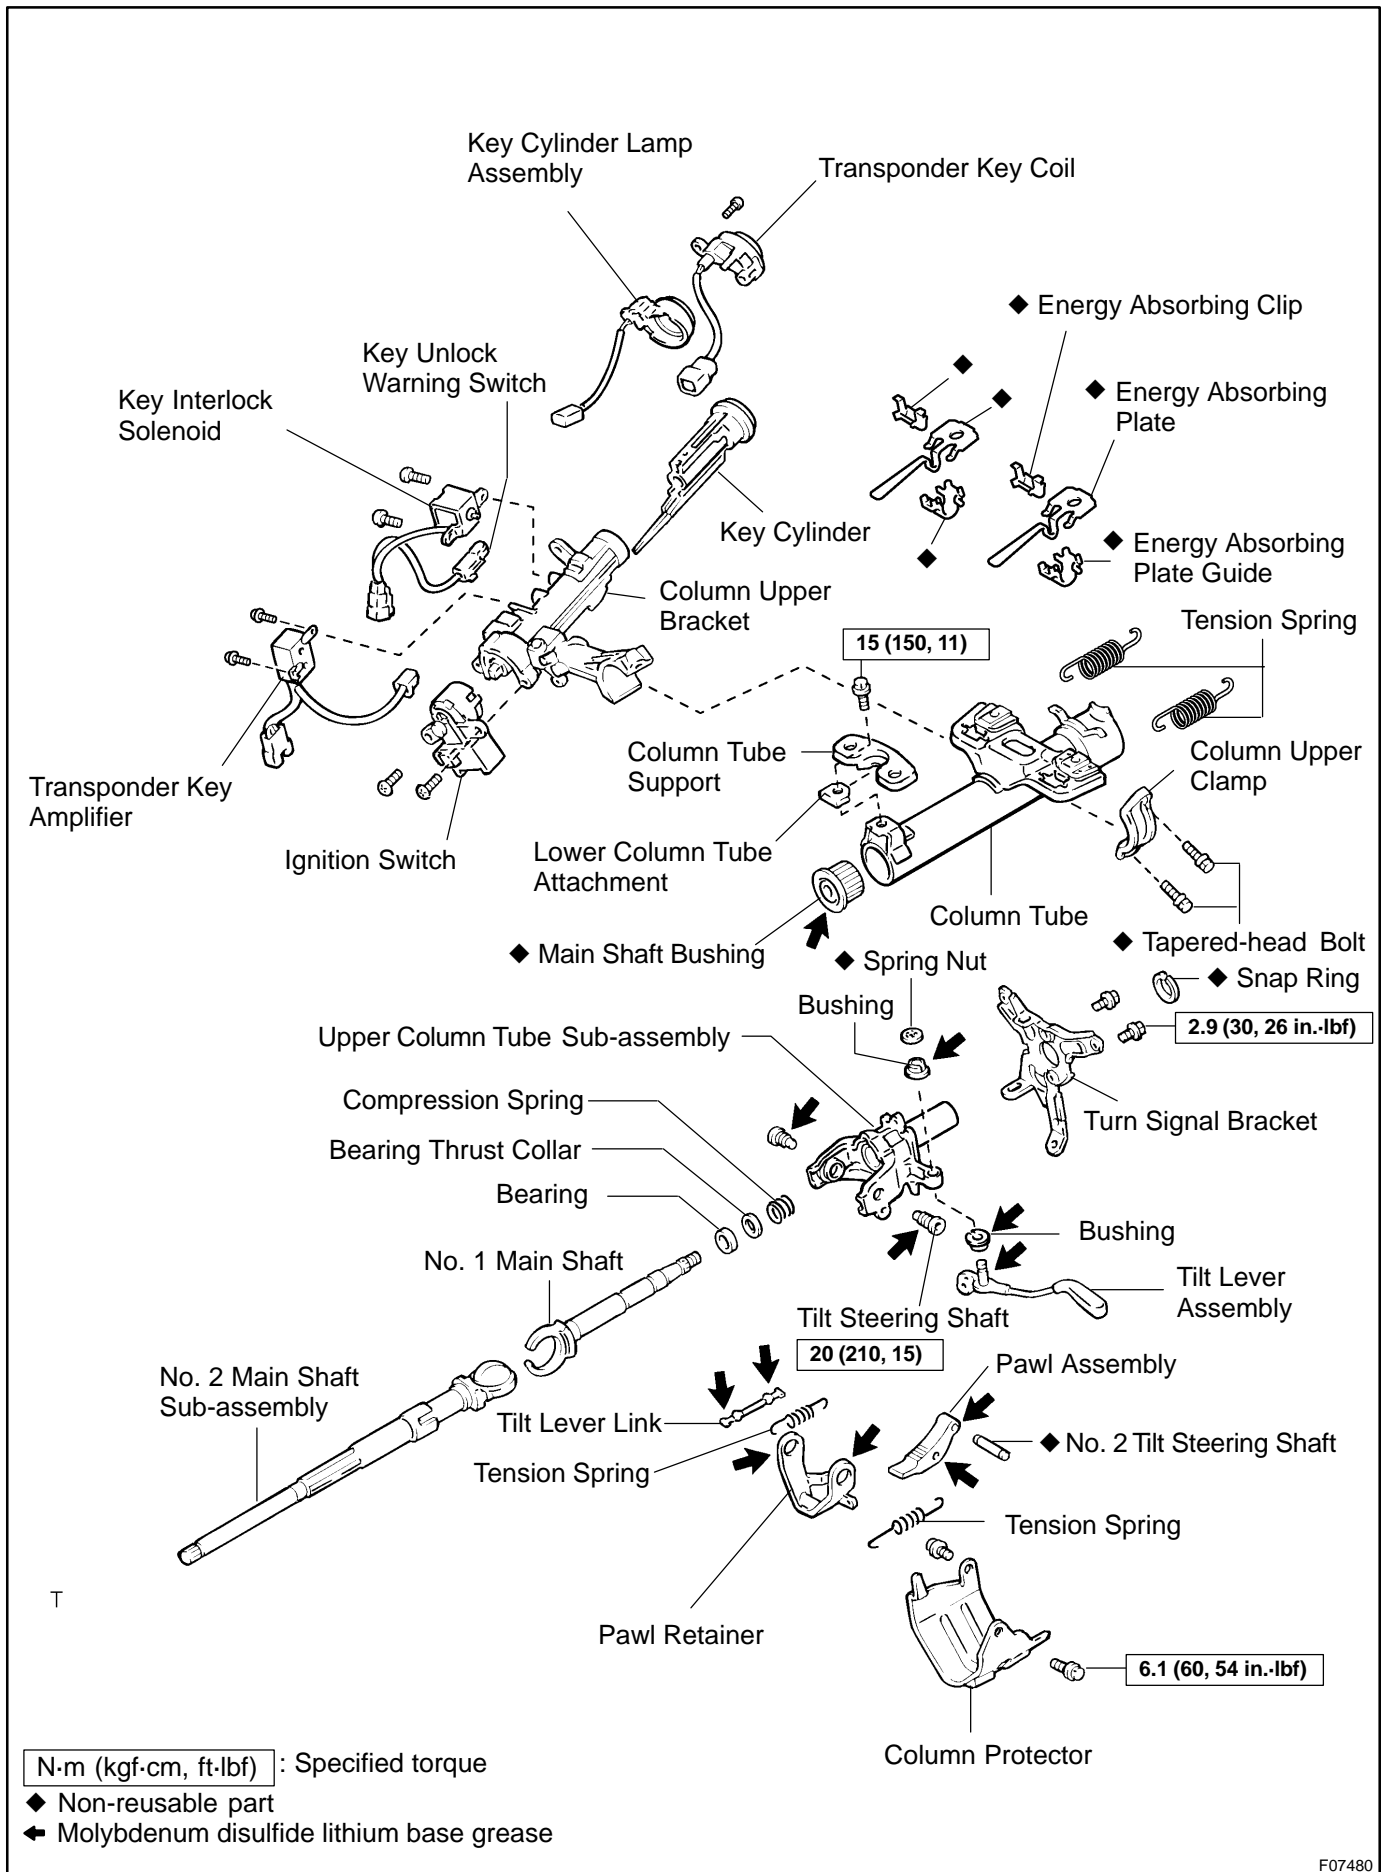 Key Cylinder Lamp
Assembly
Transponder Key Coil
◆ Energy Absorbing Clip
Key Unlock
Warning Switch
◆
Key Interlock
Solenoid
◆
◆ Energy Absorbing
Plate
Key Cylinder
◆
◆ Energy Absorbing
Plate Guide
Column Upper
Bracket
Tension Spring
15 (150, 11)
Column Tube
Support
Column Upper
Clamp
Transponder Key
Amplifier
Ignition Switch
Lower Column Tube
Attachment
Column Tube
◆ Main Shaft Bushing
◆ Tapered-head Bolt
◆ Spring Nut
◆ Snap Ring
Bushing
2.9 (30, 26 in.·lbf)
Upper Column Tube Sub-assembly
Compression Spring
Turn Signal Bracket
Bearing Thrust Collar
Bearing
Bushing
No. 1 Main Shaft
Tilt Lever
Assembly
Tilt Steering Shaft
20 (210, 15)
Pawl Assembly
No. 2 Main Shaft
Sub-assembly
Tilt Lever Link
◆ No. 2 Tilt Steering Shaft
Tension Spring
Tension Spring
T
Pawl Retainer
6.1 (60, 54 in.·lbf)
Column Protector
N·m (kgf·cm, ft·lbf) : Specified torque
◆ Non-reusable part
← Molybdenum disulfide lithium base grease
F07480